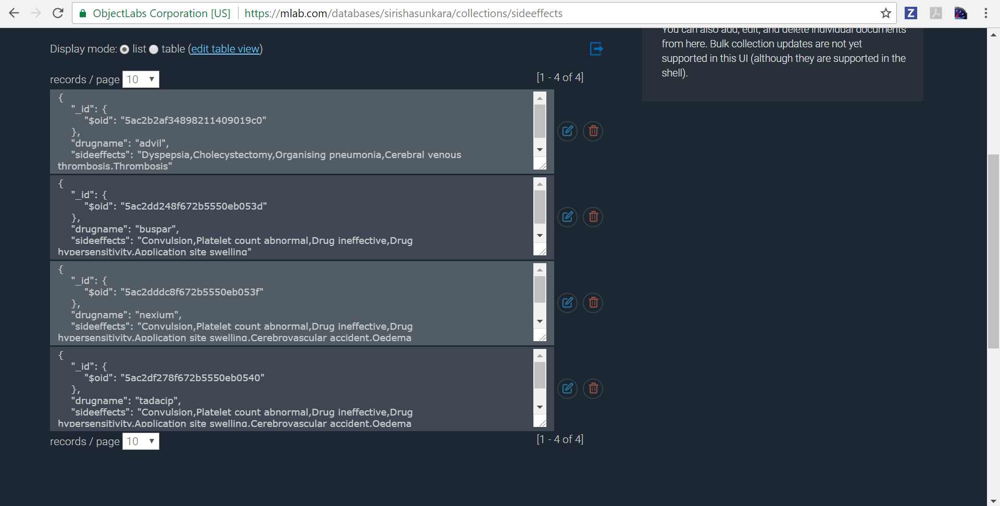 ObjectLabs Corporation [US] https://mlab.com/databases/sirishasunkara/collections/sideeffects
Z
You can also add, edit, and delete individual documents
from here. Bulk collection updates are not yet
supported in this UI (although they are supported in the
shell).
Display mode: list table (edit table view)
records / page 10 [1 - 4 of 4]
{
"_id": {
"$oid": "5ac2b2af34898211409019c0"
},
"drugname": "advil",
"sideeffects": "Dyspepsia,Cholecystectomy,Organising pneumonia,Cerebral venous
thrombosis,Thrombosis"
{
"_id": {
"$oid": "5ac2dd248f672b5550eb053d"
},
"drugname": "buspar",
"sideeffects": "Convulsion,Platelet count abnormal,Drug ineffective,Drug
hypersensitivity,Application site swelling"
{
"_id": {
"$oid": "5ac2dddc8f672b5550eb053f"
},
"drugname": "nexium",
"sideeffects": "Convulsion,Platelet count abnormal,Drug ineffective,Drug
hypersensitivity,Application site swelling,Cerebrovascular accident,Oedema
{
"_id": {
"$oid": "5ac2df278f672b5550eb0540"
},
"drugname": "tadacip",
"sideeffects": "Convulsion,Platelet count abnormal,Drug ineffective,Drug
hypersensitivity,Application site swelling,Cerebrovascular accident,Oedema
records / page 10 [1 - 4 of 4]